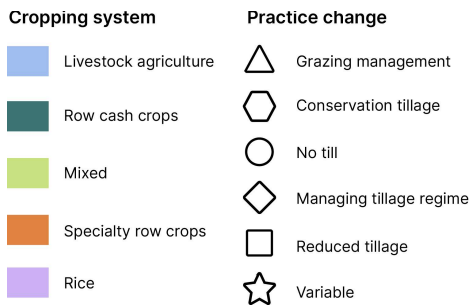 Cropping system
Livestock agriculture
Row cash crops
Mixed
Specialty row crops
Rice
Practice change
Grazing management
Conservation tillage
No till
Managing tillage regime
Reduced tillage
Variable